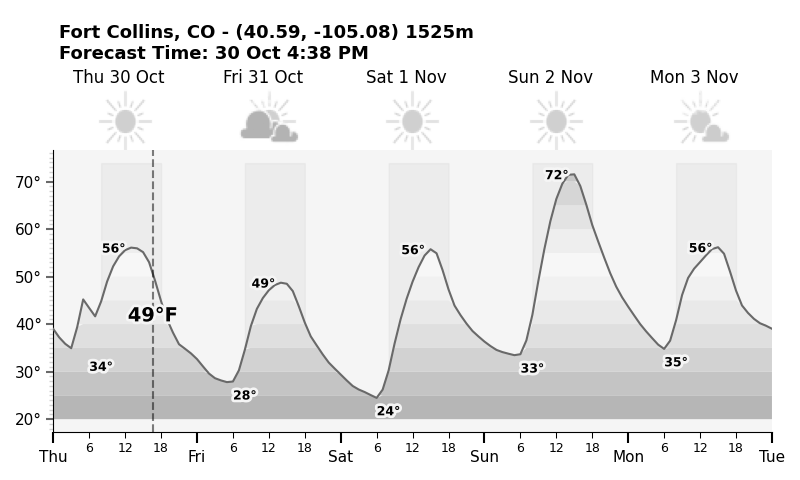 Fort Collins, CO - (40.59, -105.08) 1525m
Forecast Time: 30 Oct 4:38 PM
Thu 30 Oct Fri 31 Oct Sat 1 Nov Sun 2 Nov Mon 3 Nov
70°
60°
50°
40°
30°
20°
72°
56° 49° 56° 56°
49°F
34° 28° 24° 33° 35°
6 12 18 6 12 18 6 12 18 6 12 18 6 12 18
Thu Fri Sat Sun Mon Tue